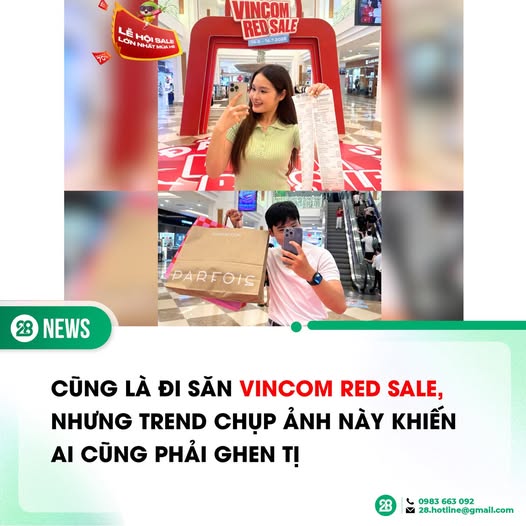 LỄ HỘI SALE
LỚN NHẤT MÙA HÈ
VINCOM
RED SALE
PARFOIS
28 NEWS
CŨNG LÀ ĐI SĂN VINCOM RED SALE,
NHƯNG TREND CHỤP ẢNH NÀY KHIẾN
AI CŨNG PHẢI GHEN TỊ
28
0983 663 092
28.hotline@gmail.com